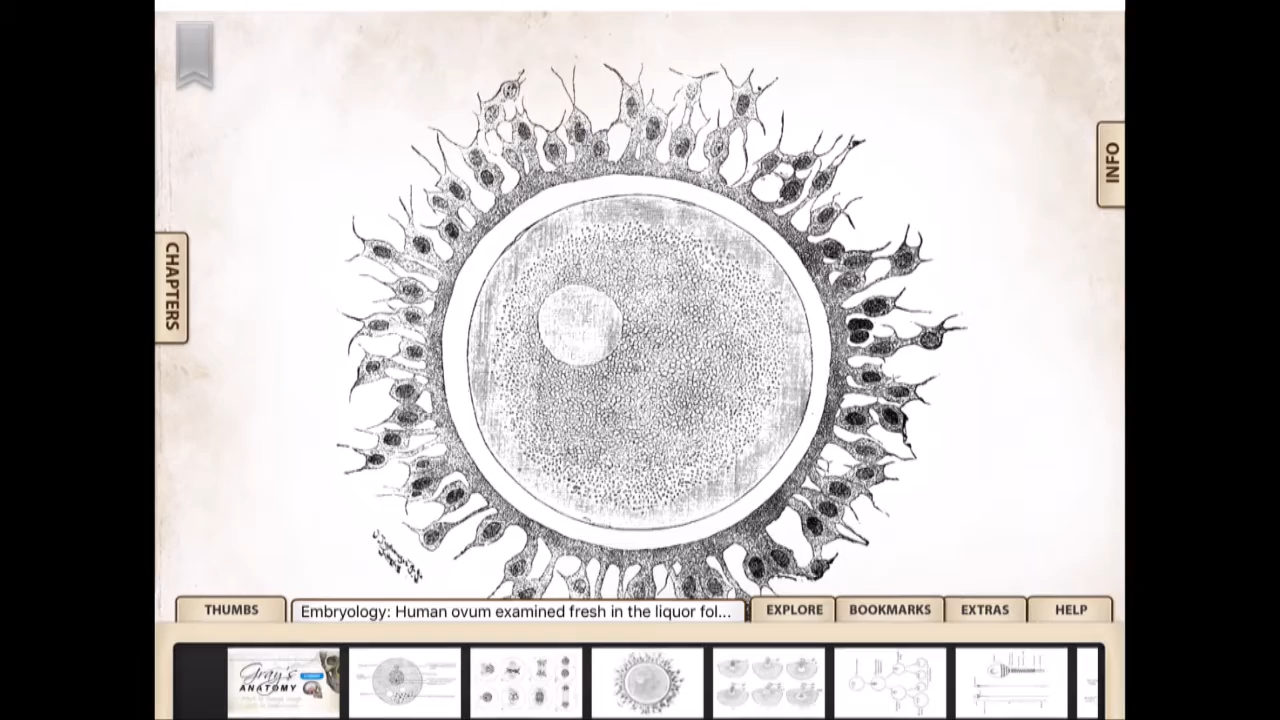 INFO
CHAPTERS
THUMBS
Embryology: Human ovum examined fresh in the liquor fol...
EXPLORE
BOOKMARKS
EXTRAS
HELP
Gray's
ANATOMY